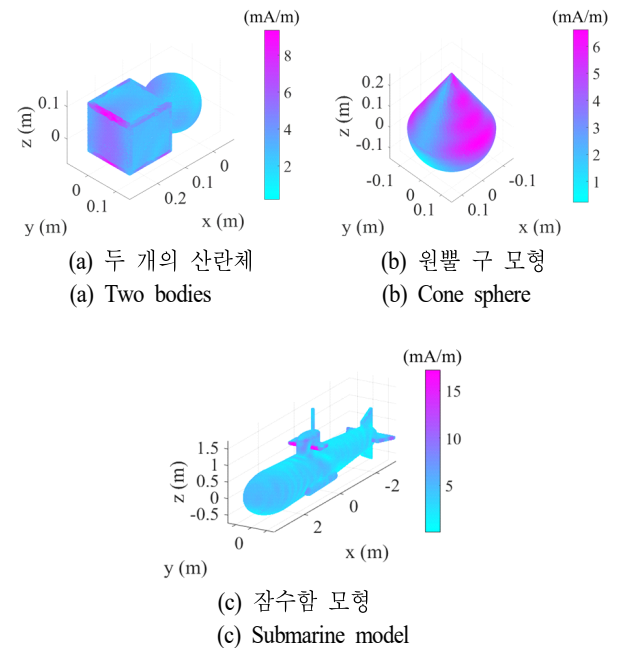 (mA/m)
8
6
4
2
z (m)
0.1
0
0
0.1
y (m)
0
0.1
0.2
x (m)
(a) 두 개의 산란체
(a) Two bodies
(mA/m)
6
5
4
3
2
1
z (m)
0.2
0.1
0
-0.1
-0.1
0
0.1
y (m)
-0.1
0
0.1
x (m)
(b) 원뿔 구 모형
(b) Cone sphere
(mA/m)
15
10
5
z (m)
1.5
1
0.5
0
-0.5
0
y (m)
-2
0
2
x (m)
(c) 잠수함 모형
(c) Submarine model